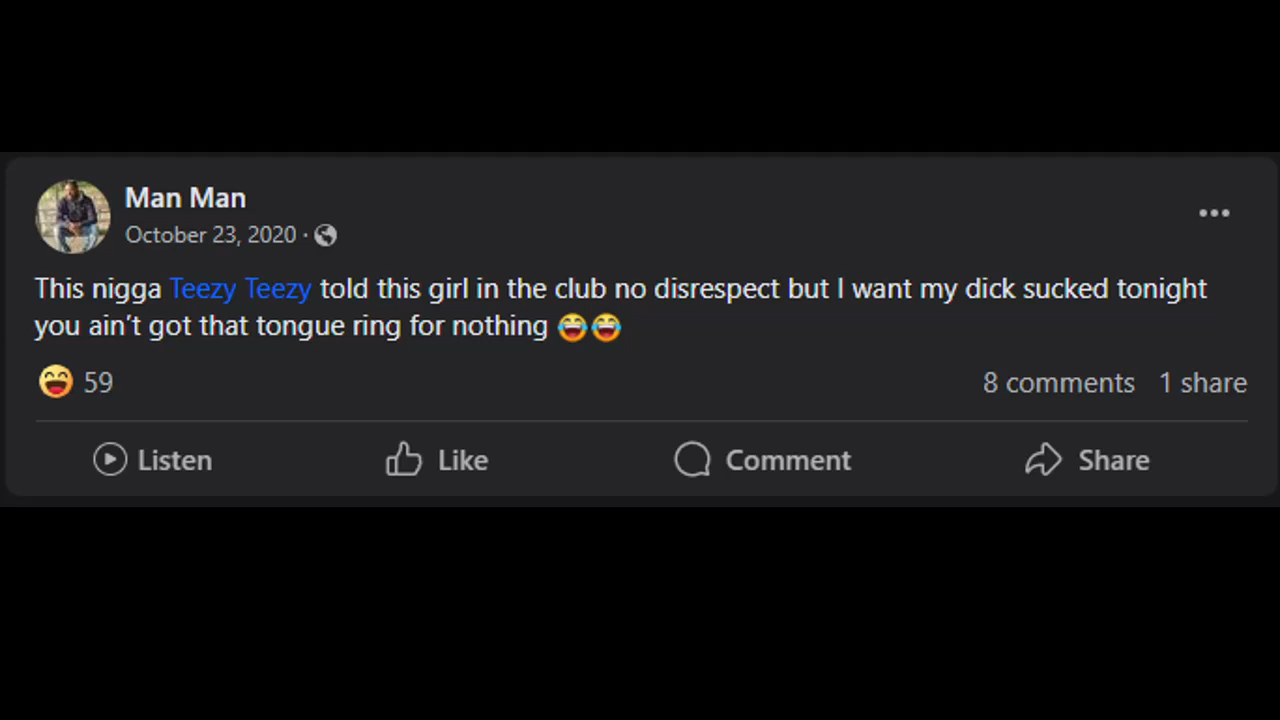 Man Man
October 23, 2020 ·
This nigga Teezy Teezy told this girl in the club no disrespect but I want my dick sucked tonight
you ain’t got that tongue ring for nothing 😂😂
59
8 comments 1 share
Listen Like Comment Share